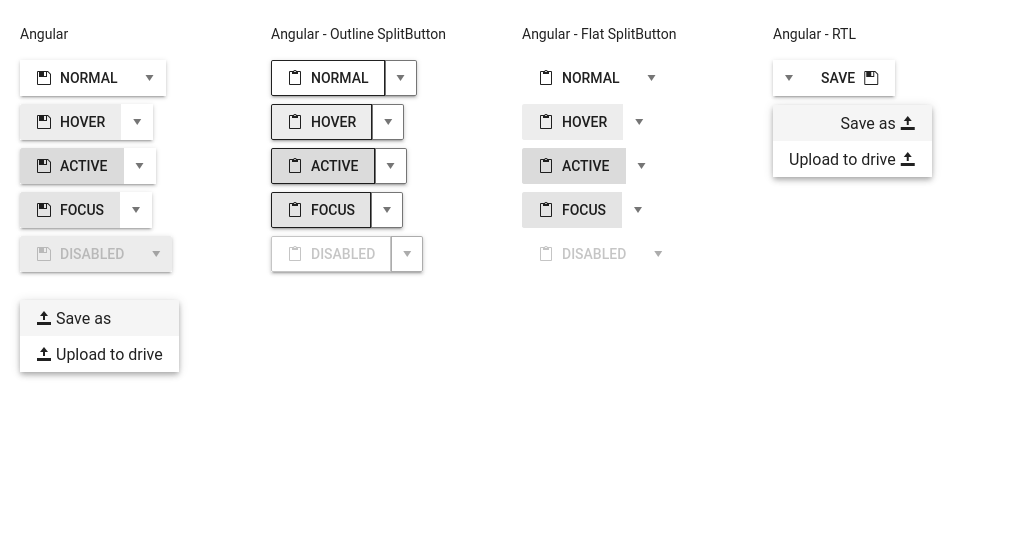 Angular
NORMAL
HOVER
ACTIVE
FOCUS
DISABLED
Save as
Upload to drive
Angular - Outline SplitButton
NORMAL
HOVER
ACTIVE
FOCUS
DISABLED
Angular - Flat SplitButton
NORMAL
HOVER
ACTIVE
FOCUS
DISABLED
Angular - RTL
SAVE
Save as
Upload to drive